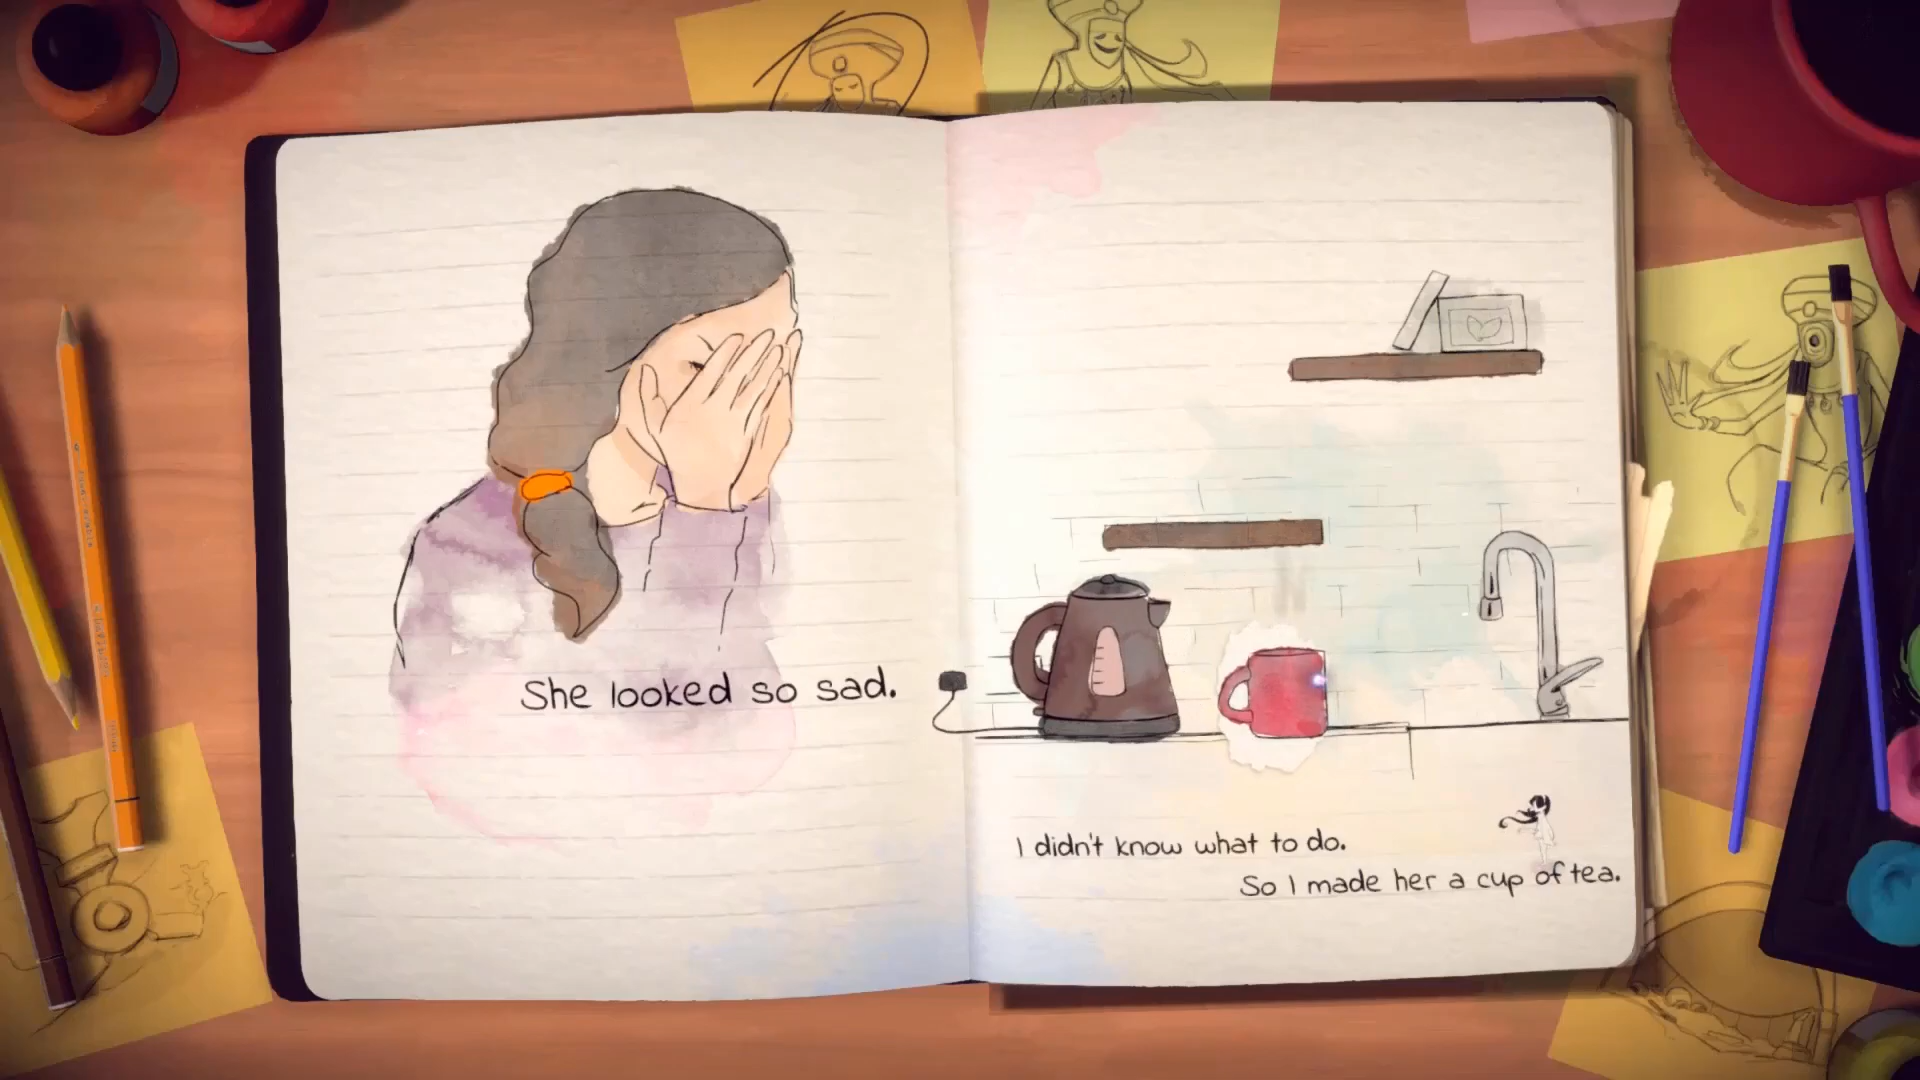 She looked so sad.
I didn't know what to do.
So I made her a cup of tea.